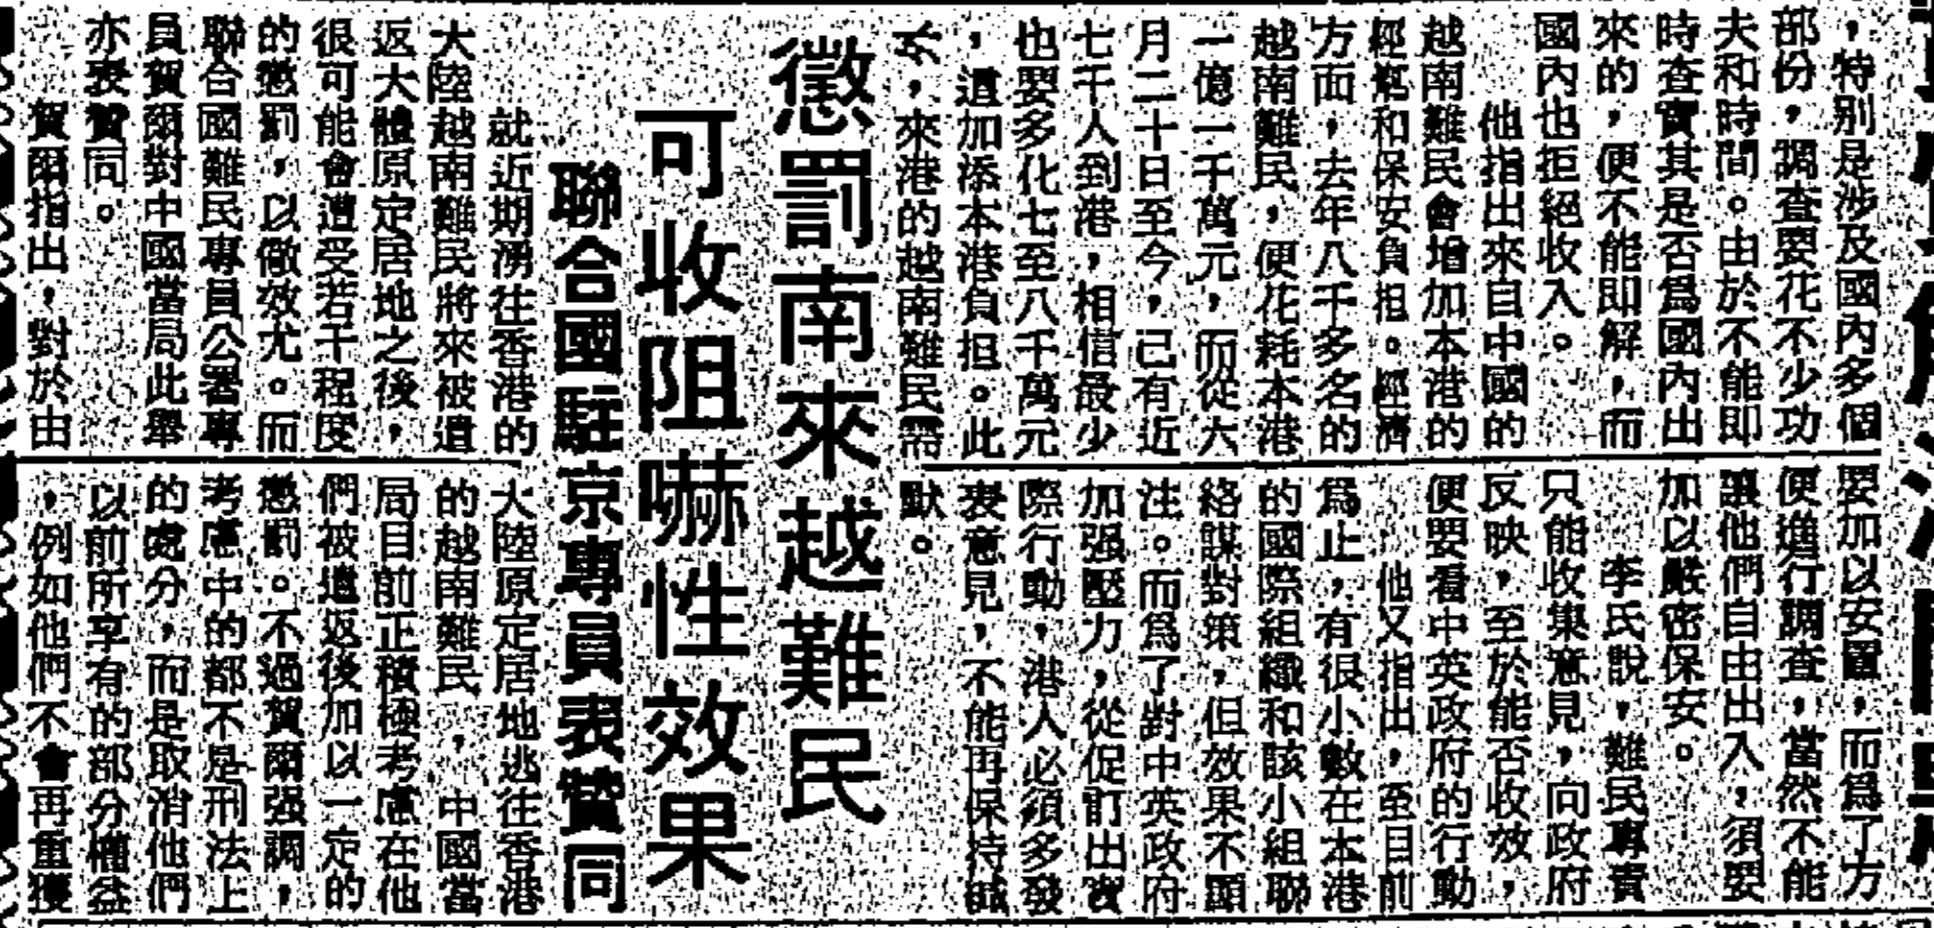 ，特別是涉及國內多個
部份，調查要花不少功
夫和時間。由於不能即
時查實其是否爲國內出
來的，便不能即解，而
國內也拒絕收入。
他指出來自中國的
越南難民會增加本港的
經濟和保安負担。經濟
方面，去年八千多名的
越南難民，便花耗本港
一億一千萬元，而從六
月二十日至今，己有近
七千人到港，相信最少
也要多化七至八千萬元
，這加添本港負担。此
外，來港的越南難民需
要加以安置，而爲了方
便進行調查，當然不能
讓他們自由出入，須要
加以嚴密保安。
李氏說，難民專責
只能收集意見，向政府
反映，至於能否收效，
便要看中英政府的行動
他又指出，至目前
爲止，有很小數在本港
的國際組織和該小組聯
絡謀對策，但效果不顯
注。而爲了對中英政府
加强壓力，從促訂出實
際行動，港人必須多發
表意見，不能再保持緘
默。
懲罰南來越難民
可收阻嚇性效果
聯合國駐京專員表贊同
就近期湧往香港的
大陸越南難民將來被遣
返大體原定居地之後，
很可能會遭受若干程度
的懲罰，以儆效尤。而
聯合國難民專員公署專
員賀爾對中國當局此舉
亦表贊同。
賀爾指出，對於由
大陸原定居地逃往香港
的越南難民，中國當
局目前正積極考慮在他
們被遣返後加以一定的
懲罰。不過賀爾强調，
考慮中的都不是刑法上
的處分，而是取消他們
以前所享有的部分權益
，例如他們不會再重獲